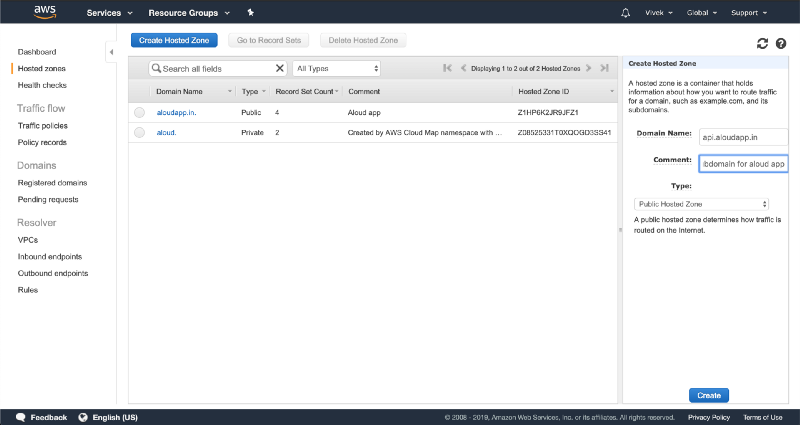 aws
Services
Resource Groups
Vivek
Global
Support
Dashboard
Hosted zones
Health checks
Traffic flow
Traffic policies
Policy records
Domains
Registered domains
Pending requests
Resolver
VPCs
Inbound endpoints
Outbound endpoints
Rules
Create Hosted Zone
Go to Record Sets
Delete Hosted Zone
Search all fields
All Types
Displaying 1 to 2 out of 2 Hosted Zones
Domain Name Type Record Set Count Comment Hosted Zone ID
aloudapp.in. Public 4 Aloud app Z1HP6K2JR9JFZ1
aloud. Private 2 Created by AWS Cloud Map namespace with ... Z08525331T0XQOGD3SS41
Create Hosted Zone
A hosted zone is a container that holds
information about how you want to route traffic
for a domain, such as example.com, and its
subdomains.
Domain Name: api.aloudapp.in
Comment: bdomain for aloud app
Type:
Public Hosted Zone
A public hosted zone determines how traffic is
routed on the Internet.
Create
Feedback
English (US)
© 2008 - 2019, Amazon Web Services, Inc. or its affiliates. All rights reserved.
Privacy Policy
Terms of Use